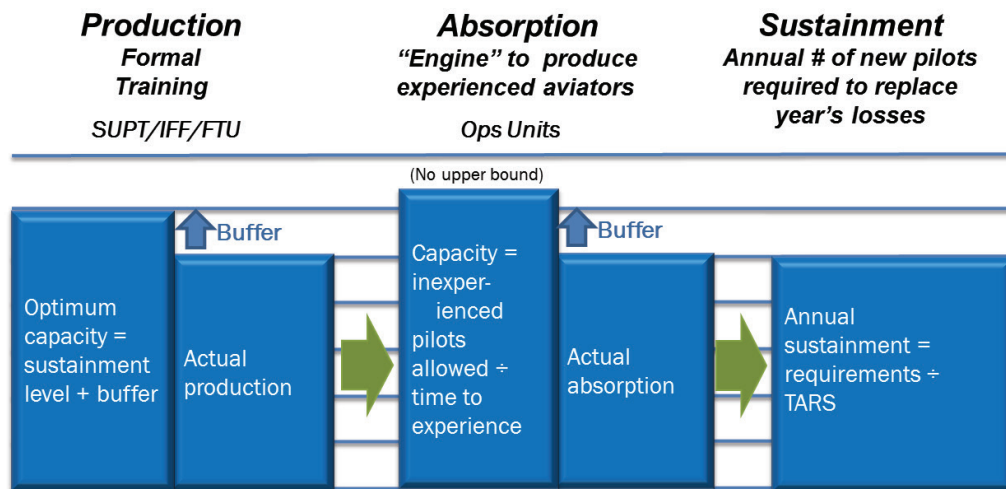 Production
Formal
Training
SUPT/IFF/FTU
Absorption
“Engine” to produce
experienced aviators
Ops Units
Sustainment
Annual # of new pilots
required to replace
year’s losses
Optimum
capacity =
sustainment
level + buffer
Buffer
Actual
production
(No upper bound)
Capacity =
inexper-
ienced
pilots
allowed ÷
time to
experience
Buffer
Actual
absorption
Annual
sustainment =
requirements ÷
TARS